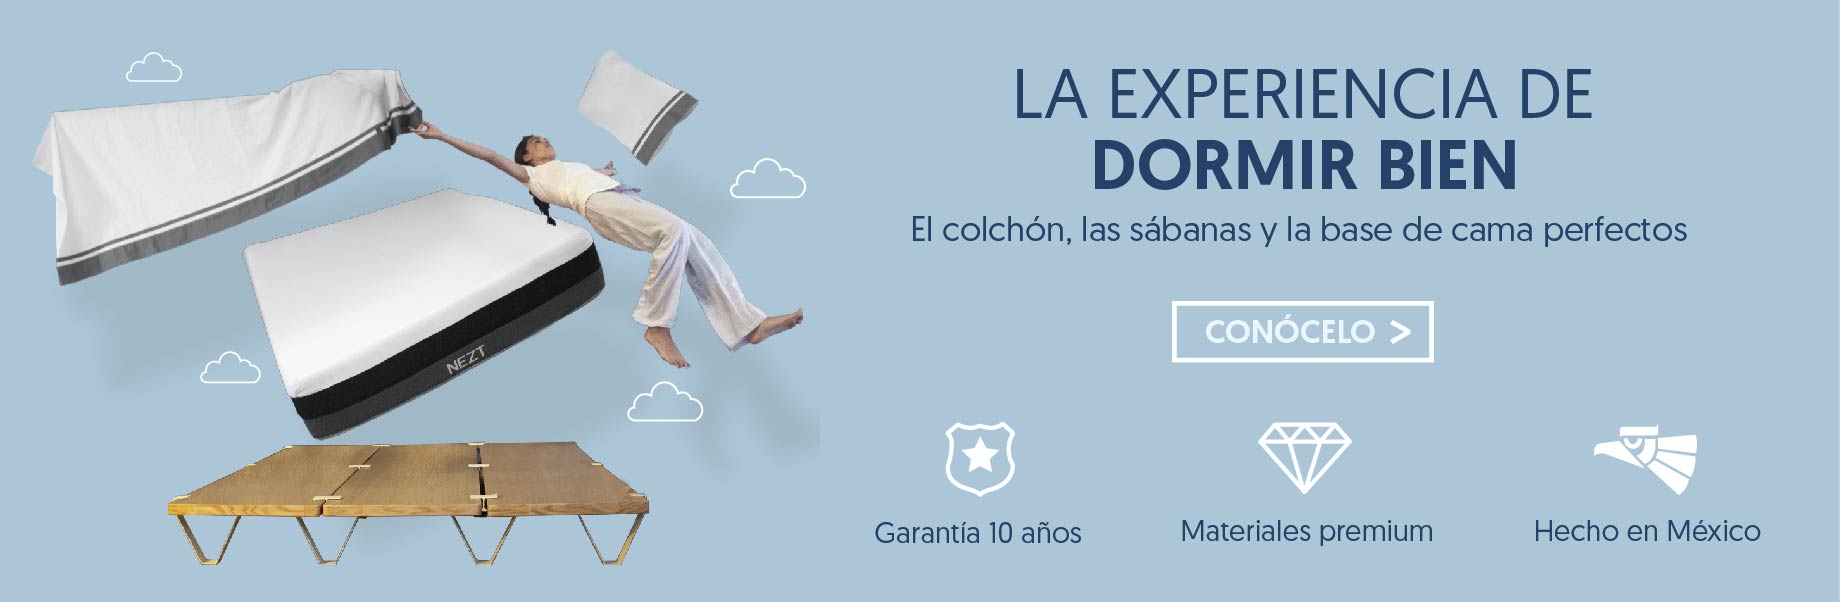 LA EXPERIENCIA DE
DORMIR BIEN
El colchón, las sábanas y la base de cama perfectos
CONÓCELO >
NEZT
Garantía 10 años
Materiales premium
Hecho en México